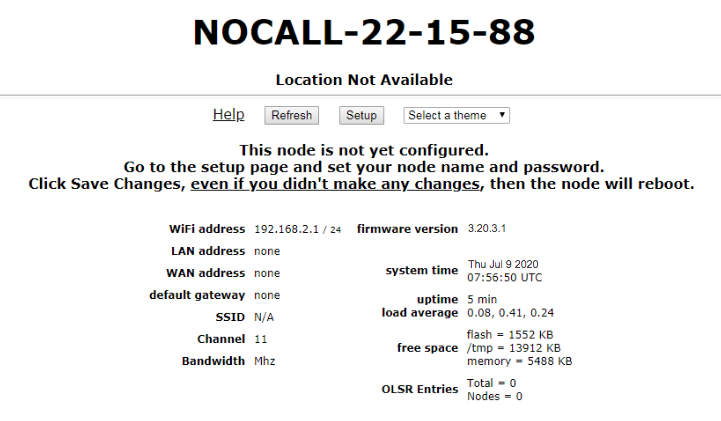 NOCALL-22-15-88
Location Not Available
Help Refresh Setup Select a theme
This node is not yet configured.
Go to the setup page and set your node name and password.
Click Save Changes, even if you didn't make any changes, then the node will reboot.
WiFi address 192.168.2.1 / 24
LAN address none
WAN address none
default gateway none
SSID N/A
Channel 11
Bandwidth Mhz
firmware version 3.20.3.1
system time Thu Jul 9 2020
07:56:50 UTC
uptime 5 min
load average 0.08, 0.41, 0.24
free space flash = 1552 KB
/tmp = 13912 KB
memory = 5488 KB
OLSR Entries Total = 0
Nodes = 0